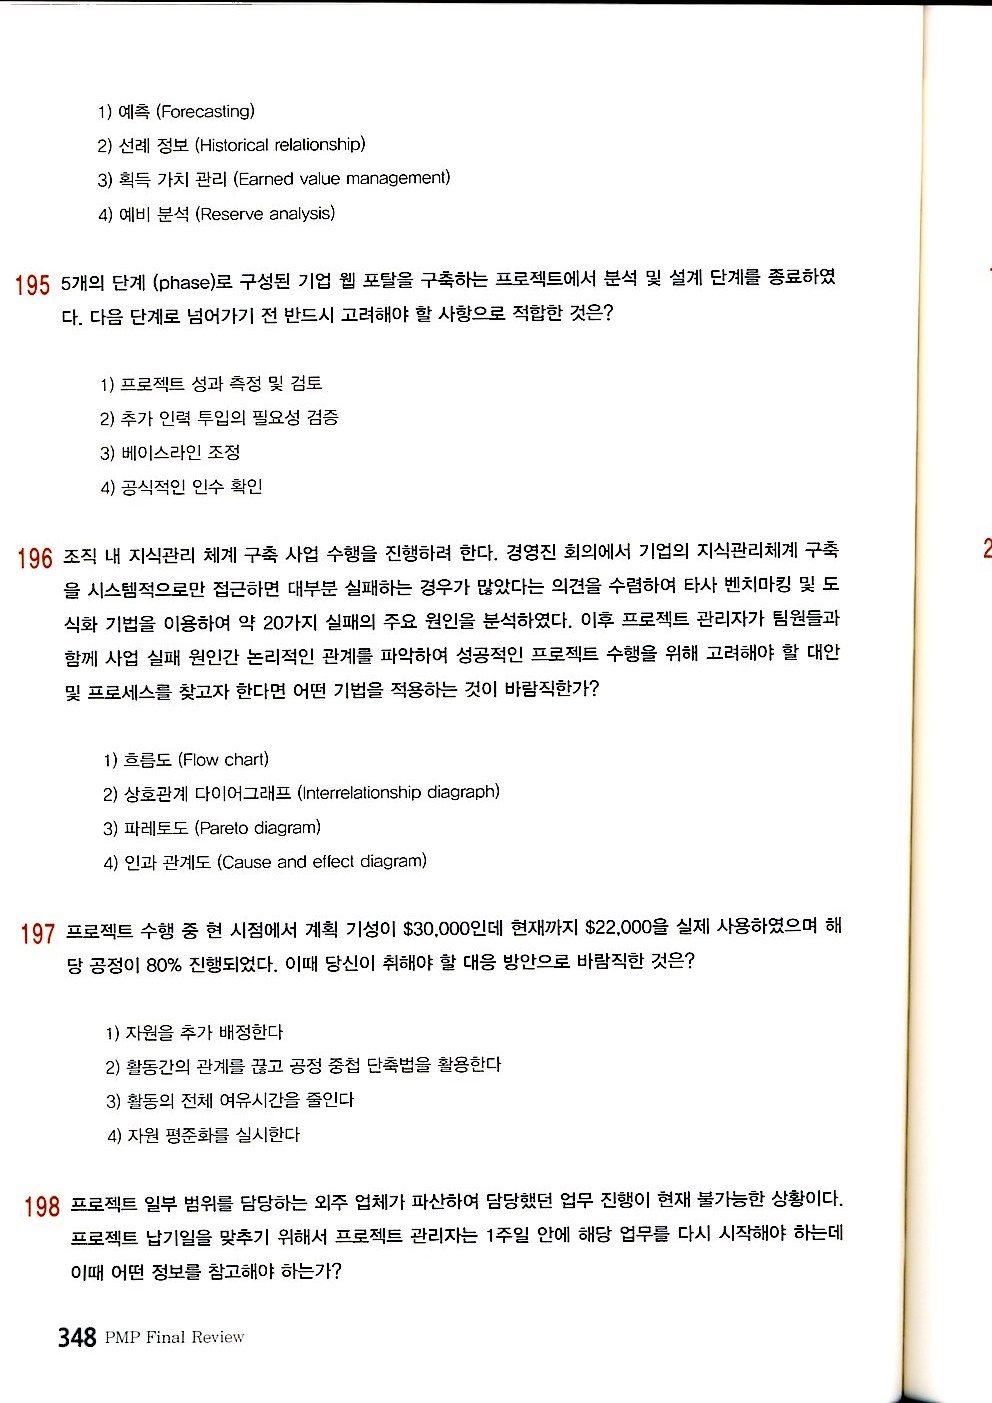 1) 예측 (Forecasting)
2) 선례 정보 (Historical relationship)
3) 획득 가치 관리 (Earned value management)
4) 예비 분석 (Reserve analysis)
195 5개의 단계 (phase)로 구성된 기업 웹 포탈을 구축하는 프로젝트에서 분석 및 설계 단계를 종료하였
다. 다음 단계로 넘어가기 전 반드시 고려해야 할 사항으로 적합한 것은?
1) 프로젝트 성과 측정 및 검토
2) 추가 인력 투입의 필요성 검증
3) 베이스라인 조정
4) 공식적인 인수 확인
196 조직 내 지식관리 체계 구축 사업 수행을 진행하려 한다. 경영진 회의에서 기업의 지식관리체계 구축
을 시스템적으로만 접근하면 대부분 실패하는 경우가 많았다는 의견을 수렴하여 타사 벤치마킹 및 도
식화 기법을 이용하여 약 20가지 실패의 주요 원인을 분석하였다. 이후 프로젝트 관리자가 팀원들과
함께 사업 실패 원인간 논리적인 관계를 파악하여 성공적인 프로젝트 수행을 위해 고려해야 할 대안
및 프로세스를 찾고자 한다면 어떤 기법을 적용하는 것이 바람직한가?
1) 흐름도 (Flow chart)
2) 상호관계 다이어그래프 (Interrelationship diagraph)
3) 파레토도 (Pareto diagram)
4) 인과 관계도 (Cause and effect diagram)
197 프로젝트 수행 중 현 시점에서 계획 기성이 $30,000인데 현재까지 $22,000을 실제 사용하였으며 해
당 공정이 80% 진행되었다. 이때 당신이 취해야 할 대응 방안으로 바람직한 것은?
1) 자원을 추가 배정한다
2) 활동간의 관계를 끊고 공정 중첩 단축법을 활용한다
3) 활동의 전체 여유시간을 줄인다
4) 자원 평준화를 실시한다
198 프로젝트 일부 범위를 담당하는 외주 업체가 파산하여 담당했던 업무 진행이 현재 불가능한 상황이다.
프로젝트 납기일을 맞추기 위해서 프로젝트 관리자는 1주일 안에 해당 업무를 다시 시작해야 하는데
이때 어떤 정보를 참고해야 하는가?
348 PMP Final Review
2